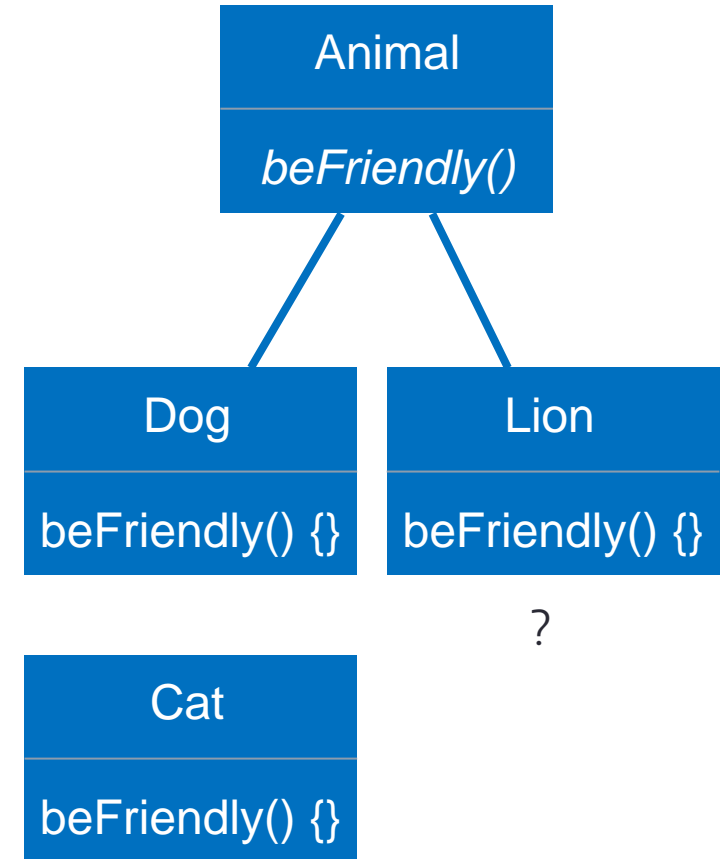 Animal
beFriendly()
Dog
beFriendly() {}
Lion
beFriendly() {}
?
Cat
beFriendly() {}